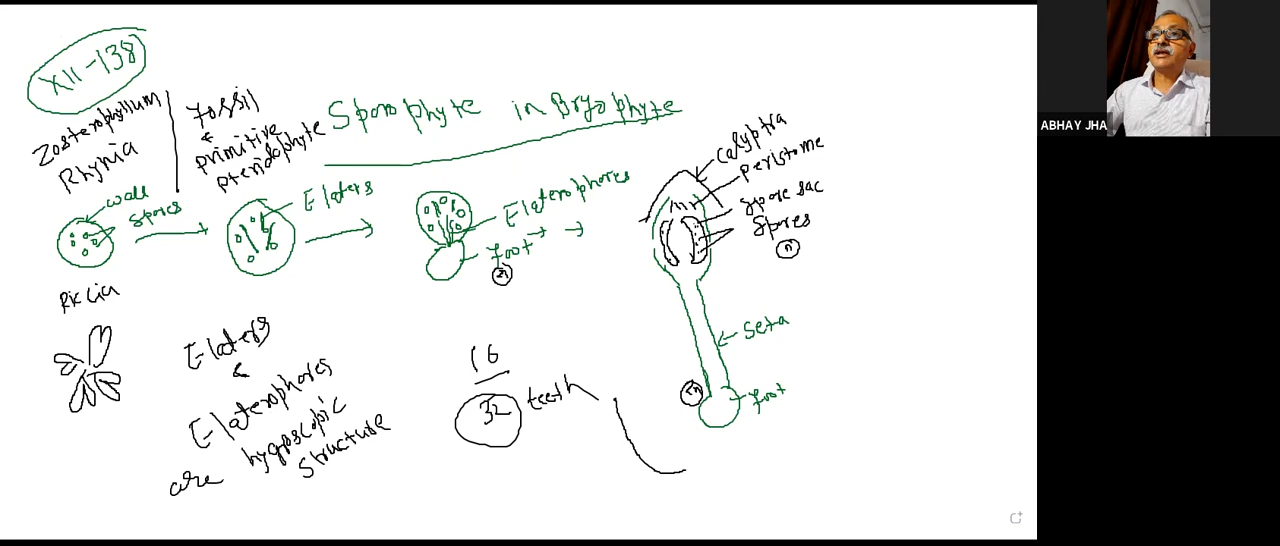 XII-138
Zosterophyllum
Rhynia
Fossil
&
primitive
pteridophyte
Sporophyte in Bryophyte
wall
spores
Elaters
Elaterophores
foot
2n
calyptra
peristome
spore sac
spores
n
Riccia
Elaters
&
Elaterophores
are hygoscopic
structure
16
32 teeth
seta
2n
foot
ABHAY JHA